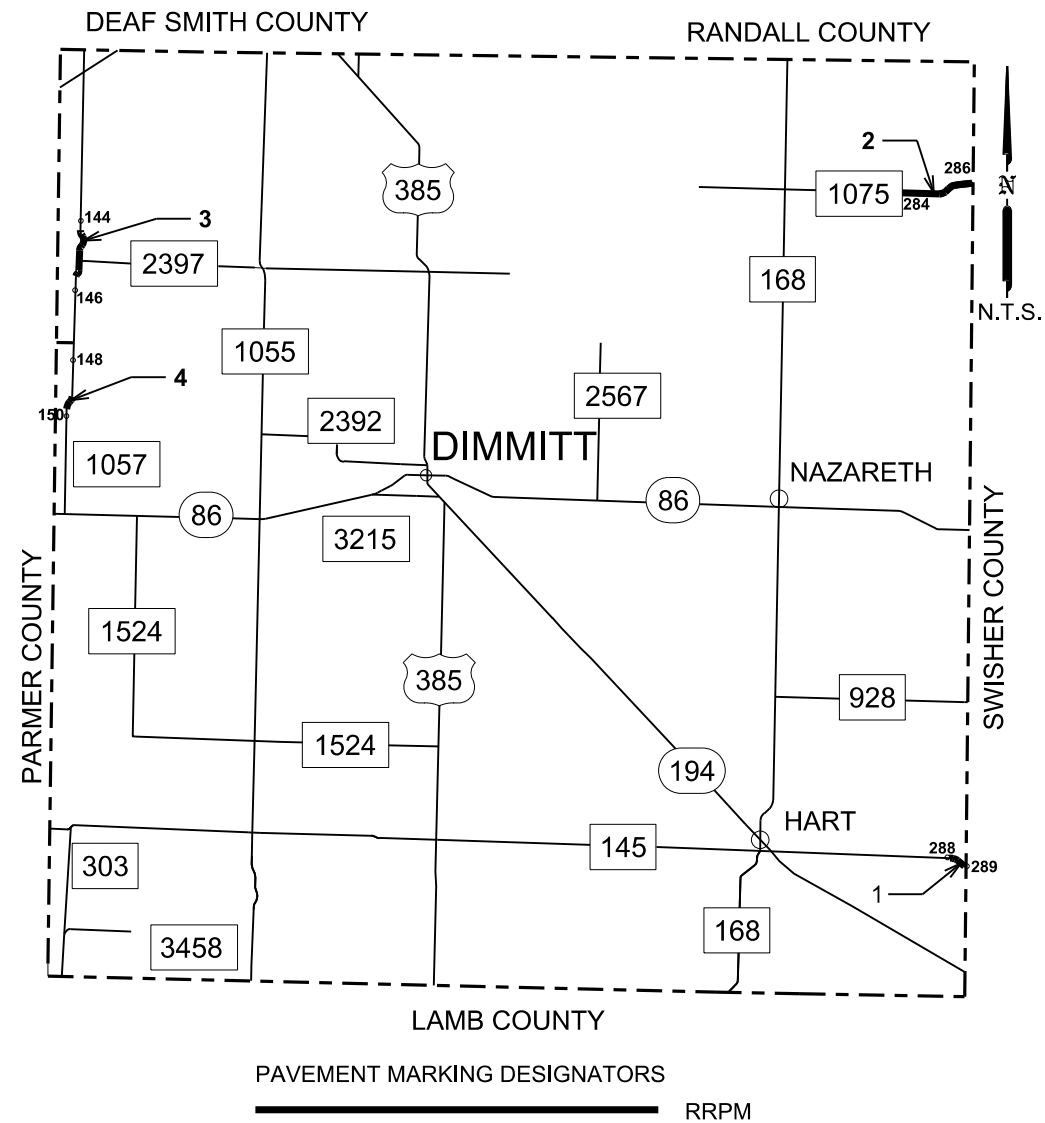 DEAF SMITH COUNTY
RANDALL COUNTY
2
286
385
1075
284
N
144
3
2397
168
146
N.T.S.
1055
148
4
2567
150
2392
DIMMITT
1057
NAZARETH
86
86
3215
SWISHER COUNTY
PARMER COUNTY
1524
385
928
1524
194
HART
145
288
303
289
1
168
3458
LAMB COUNTY
PAVEMENT MARKING DESIGNATORS
RRPM